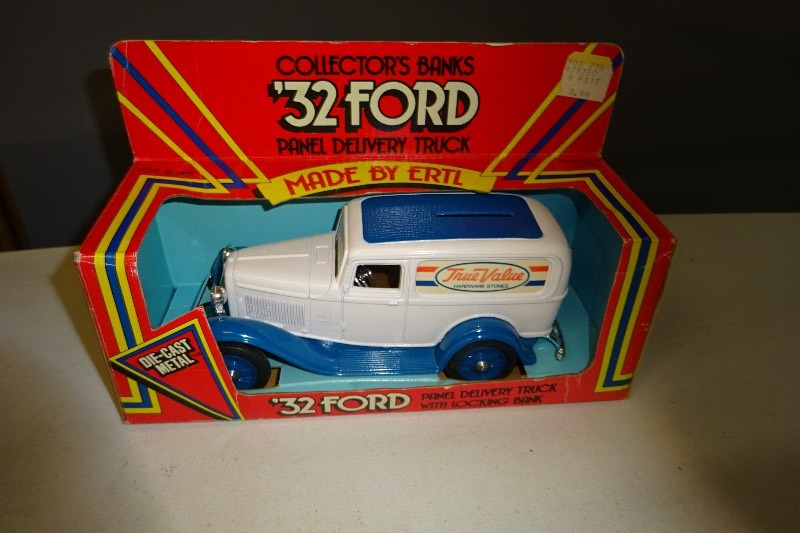 COLLECTOR'S BANKS
'32 FORD
PANEL DELIVERY TRUCK
MADE BY ERTL
True Value
HARDWARE STORES
DIE-CAST
METAL
'32 FORD
PANEL DELIVERY TRUCK
WITH LOCKING BANK